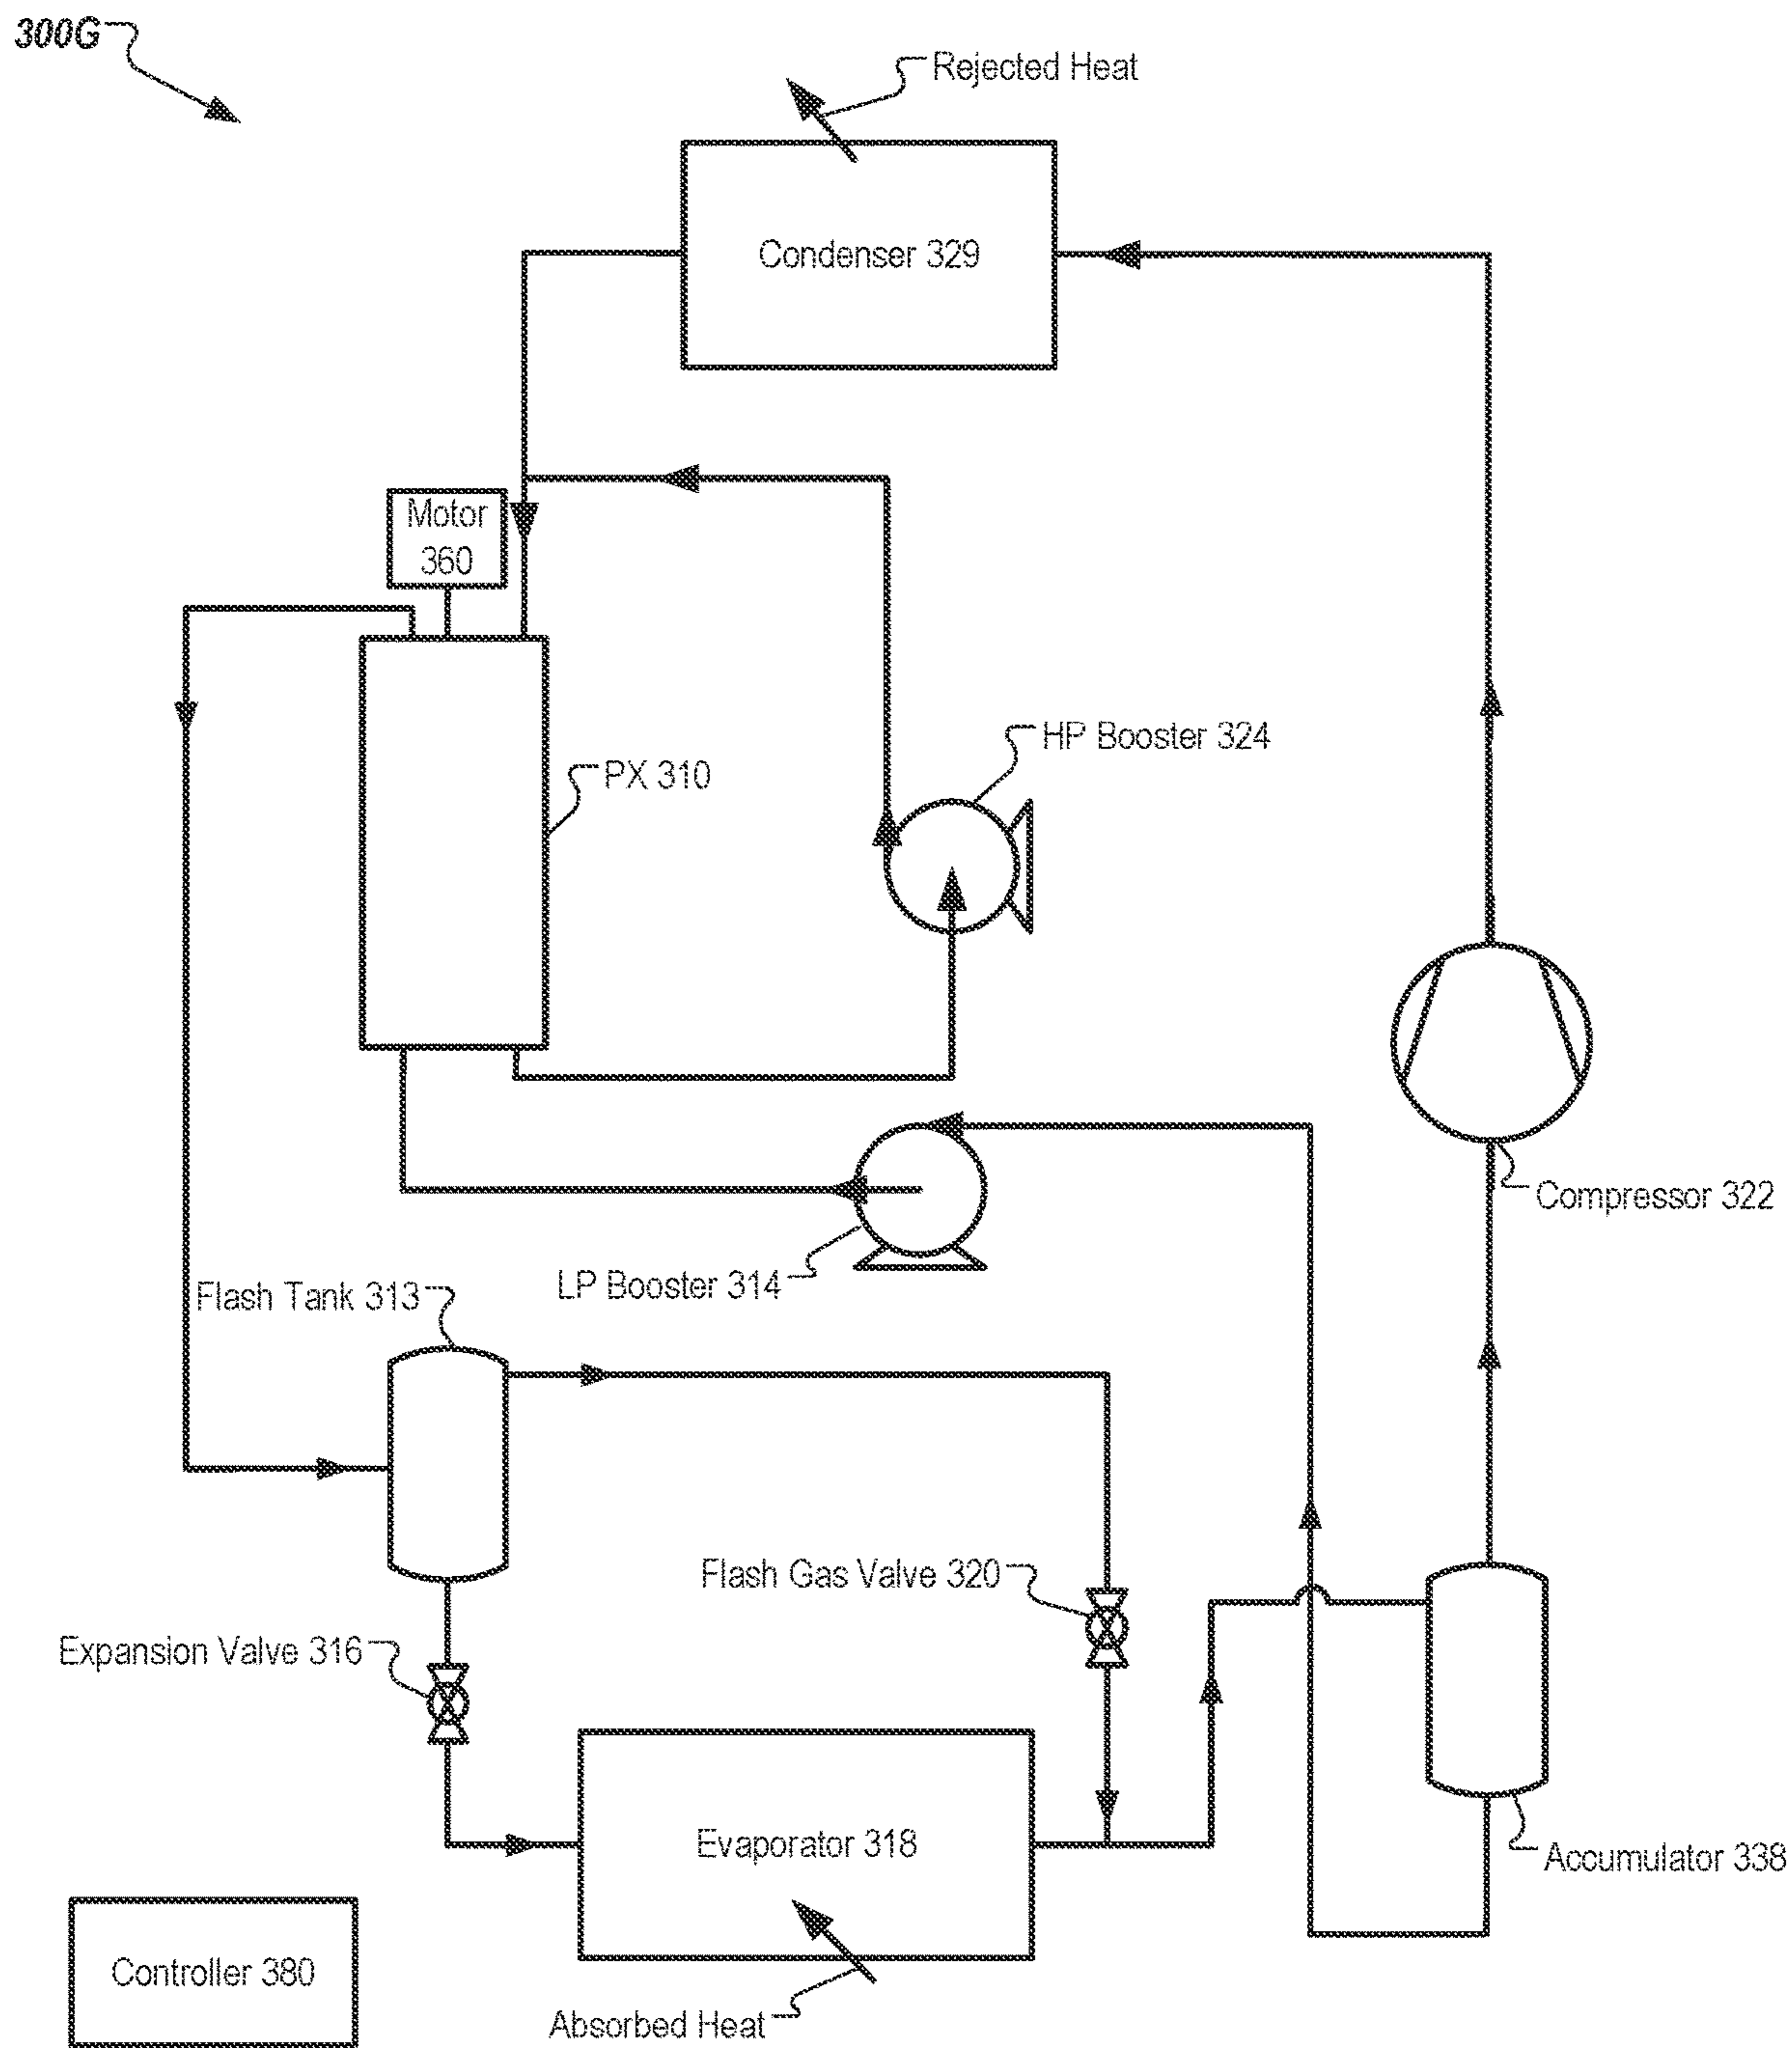 300G
Rejected Heat
Condenser 329
Motor
360
HP Booster 324
PX 310
Compressor 322
LP Booster 314
Flash Tank 313
Flash Gas Valve 320
Expansion Valve 316
Evaporator 318
Accumulator 338
Controller 380
Absorbed Heat